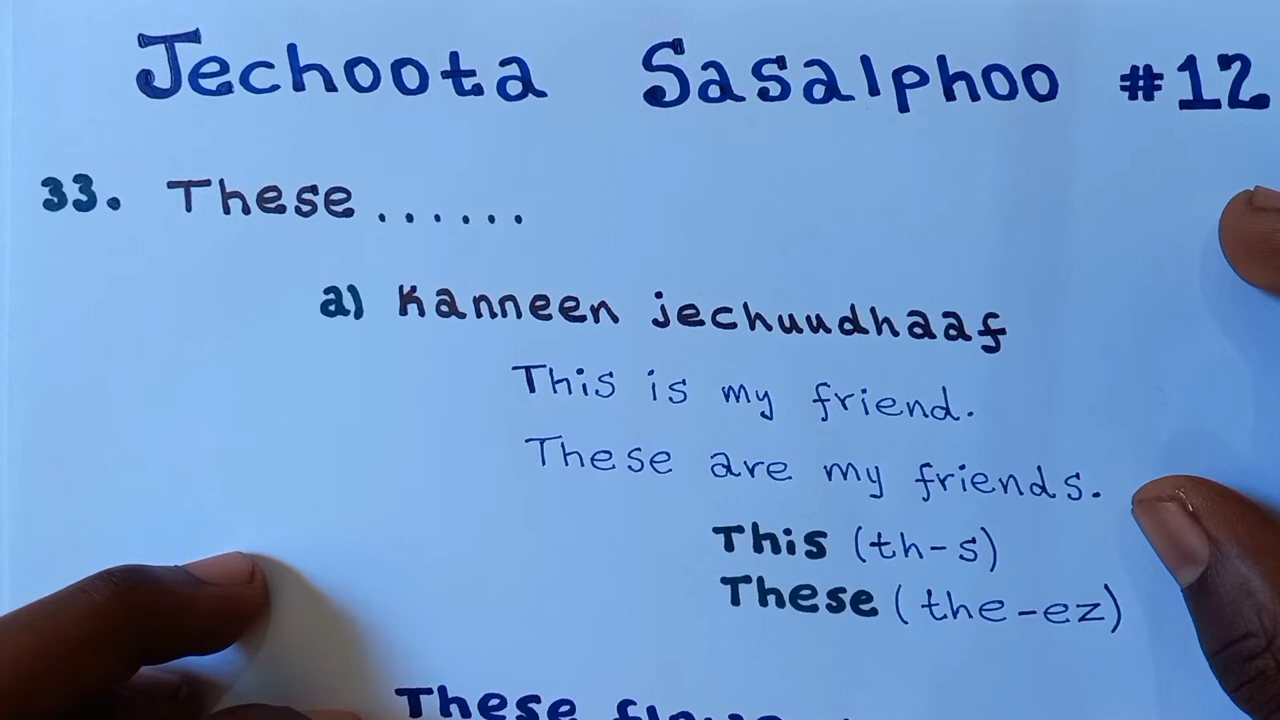 Jechoota Sasalphoo #12
33. These ......
a) Kanneen jechuudhaaf
This is my friend.
These are my friends.
This (th-s)
These (the-ez)
These